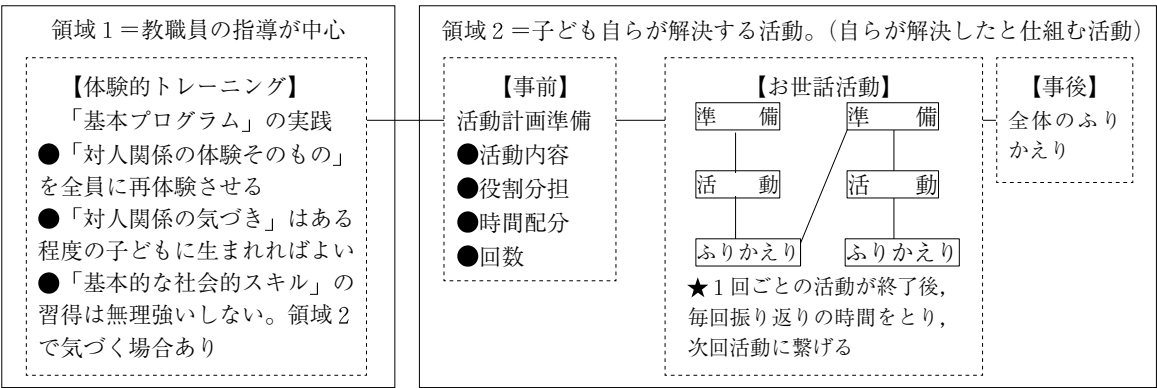 領域１＝教職員の指導が中心
【体験的トレーニング】
「基本プログラム」の実践
●「対人関係の体験そのもの」
を全員に再体験させる
●「対人関係の気づき」はある
程度の子どもに生まれればよい
●「基本的な社会的スキル」の
習得は無理強いしない。領域２
で気づく場合あり
領域２＝子ども自らが解決する活動。（自らが解決したと仕組む活動）
【事前】
活動計画準備
●活動内容
●役割分担
●時間配分
●回数
【お世話活動】
準　備
活　動
ふりかえり
準　備
活　動
ふりかえり
★１回ごとの活動が終了後，
毎回振り返りの時間をとり，
次回活動に繋げる
【事後】
全体のふり
かえり